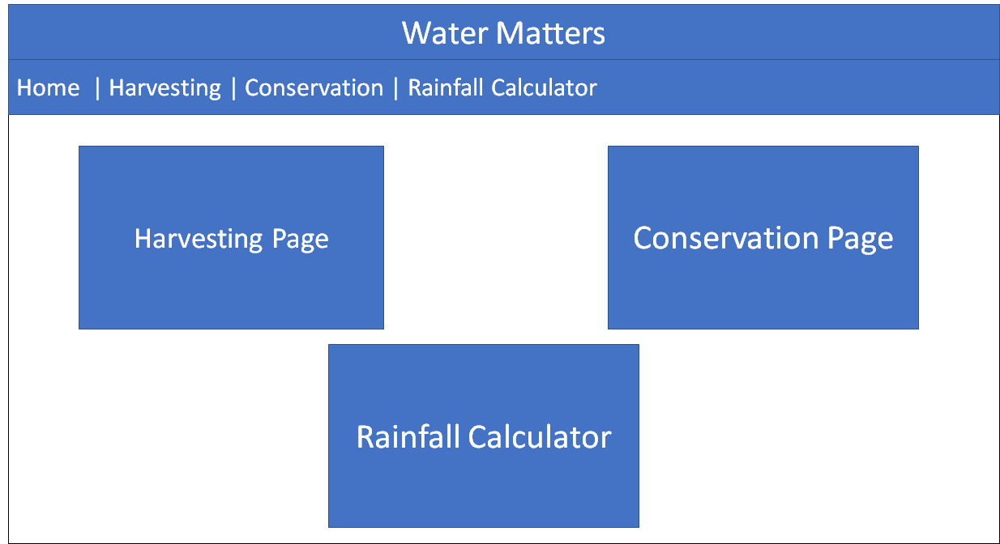 Water Matters
Home | Harvesting | Conservation | Rainfall Calculator
Harvesting Page
Conservation Page
Rainfall Calculator